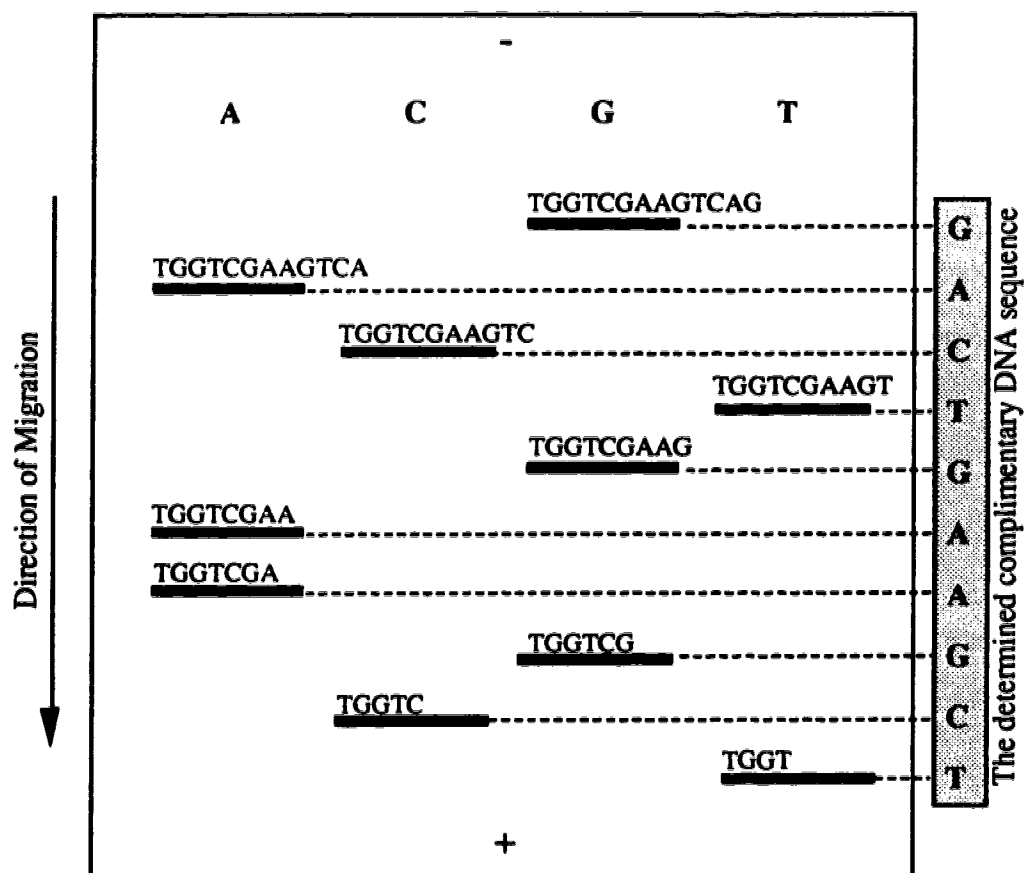 -
A C G T
TGGTCGAAGTCAG
G
TGGTCGAAGTCA
A
TGGTCGAAGTC
C
TGGTCGAAGT
T
TGGTCGAAG
G
TGGTCGAA
A
TGGTCGA
A
TGGTCG
G
TGGTC
C
TGGT
T
+
Direction of Migration
The determined complimentary DNA sequence